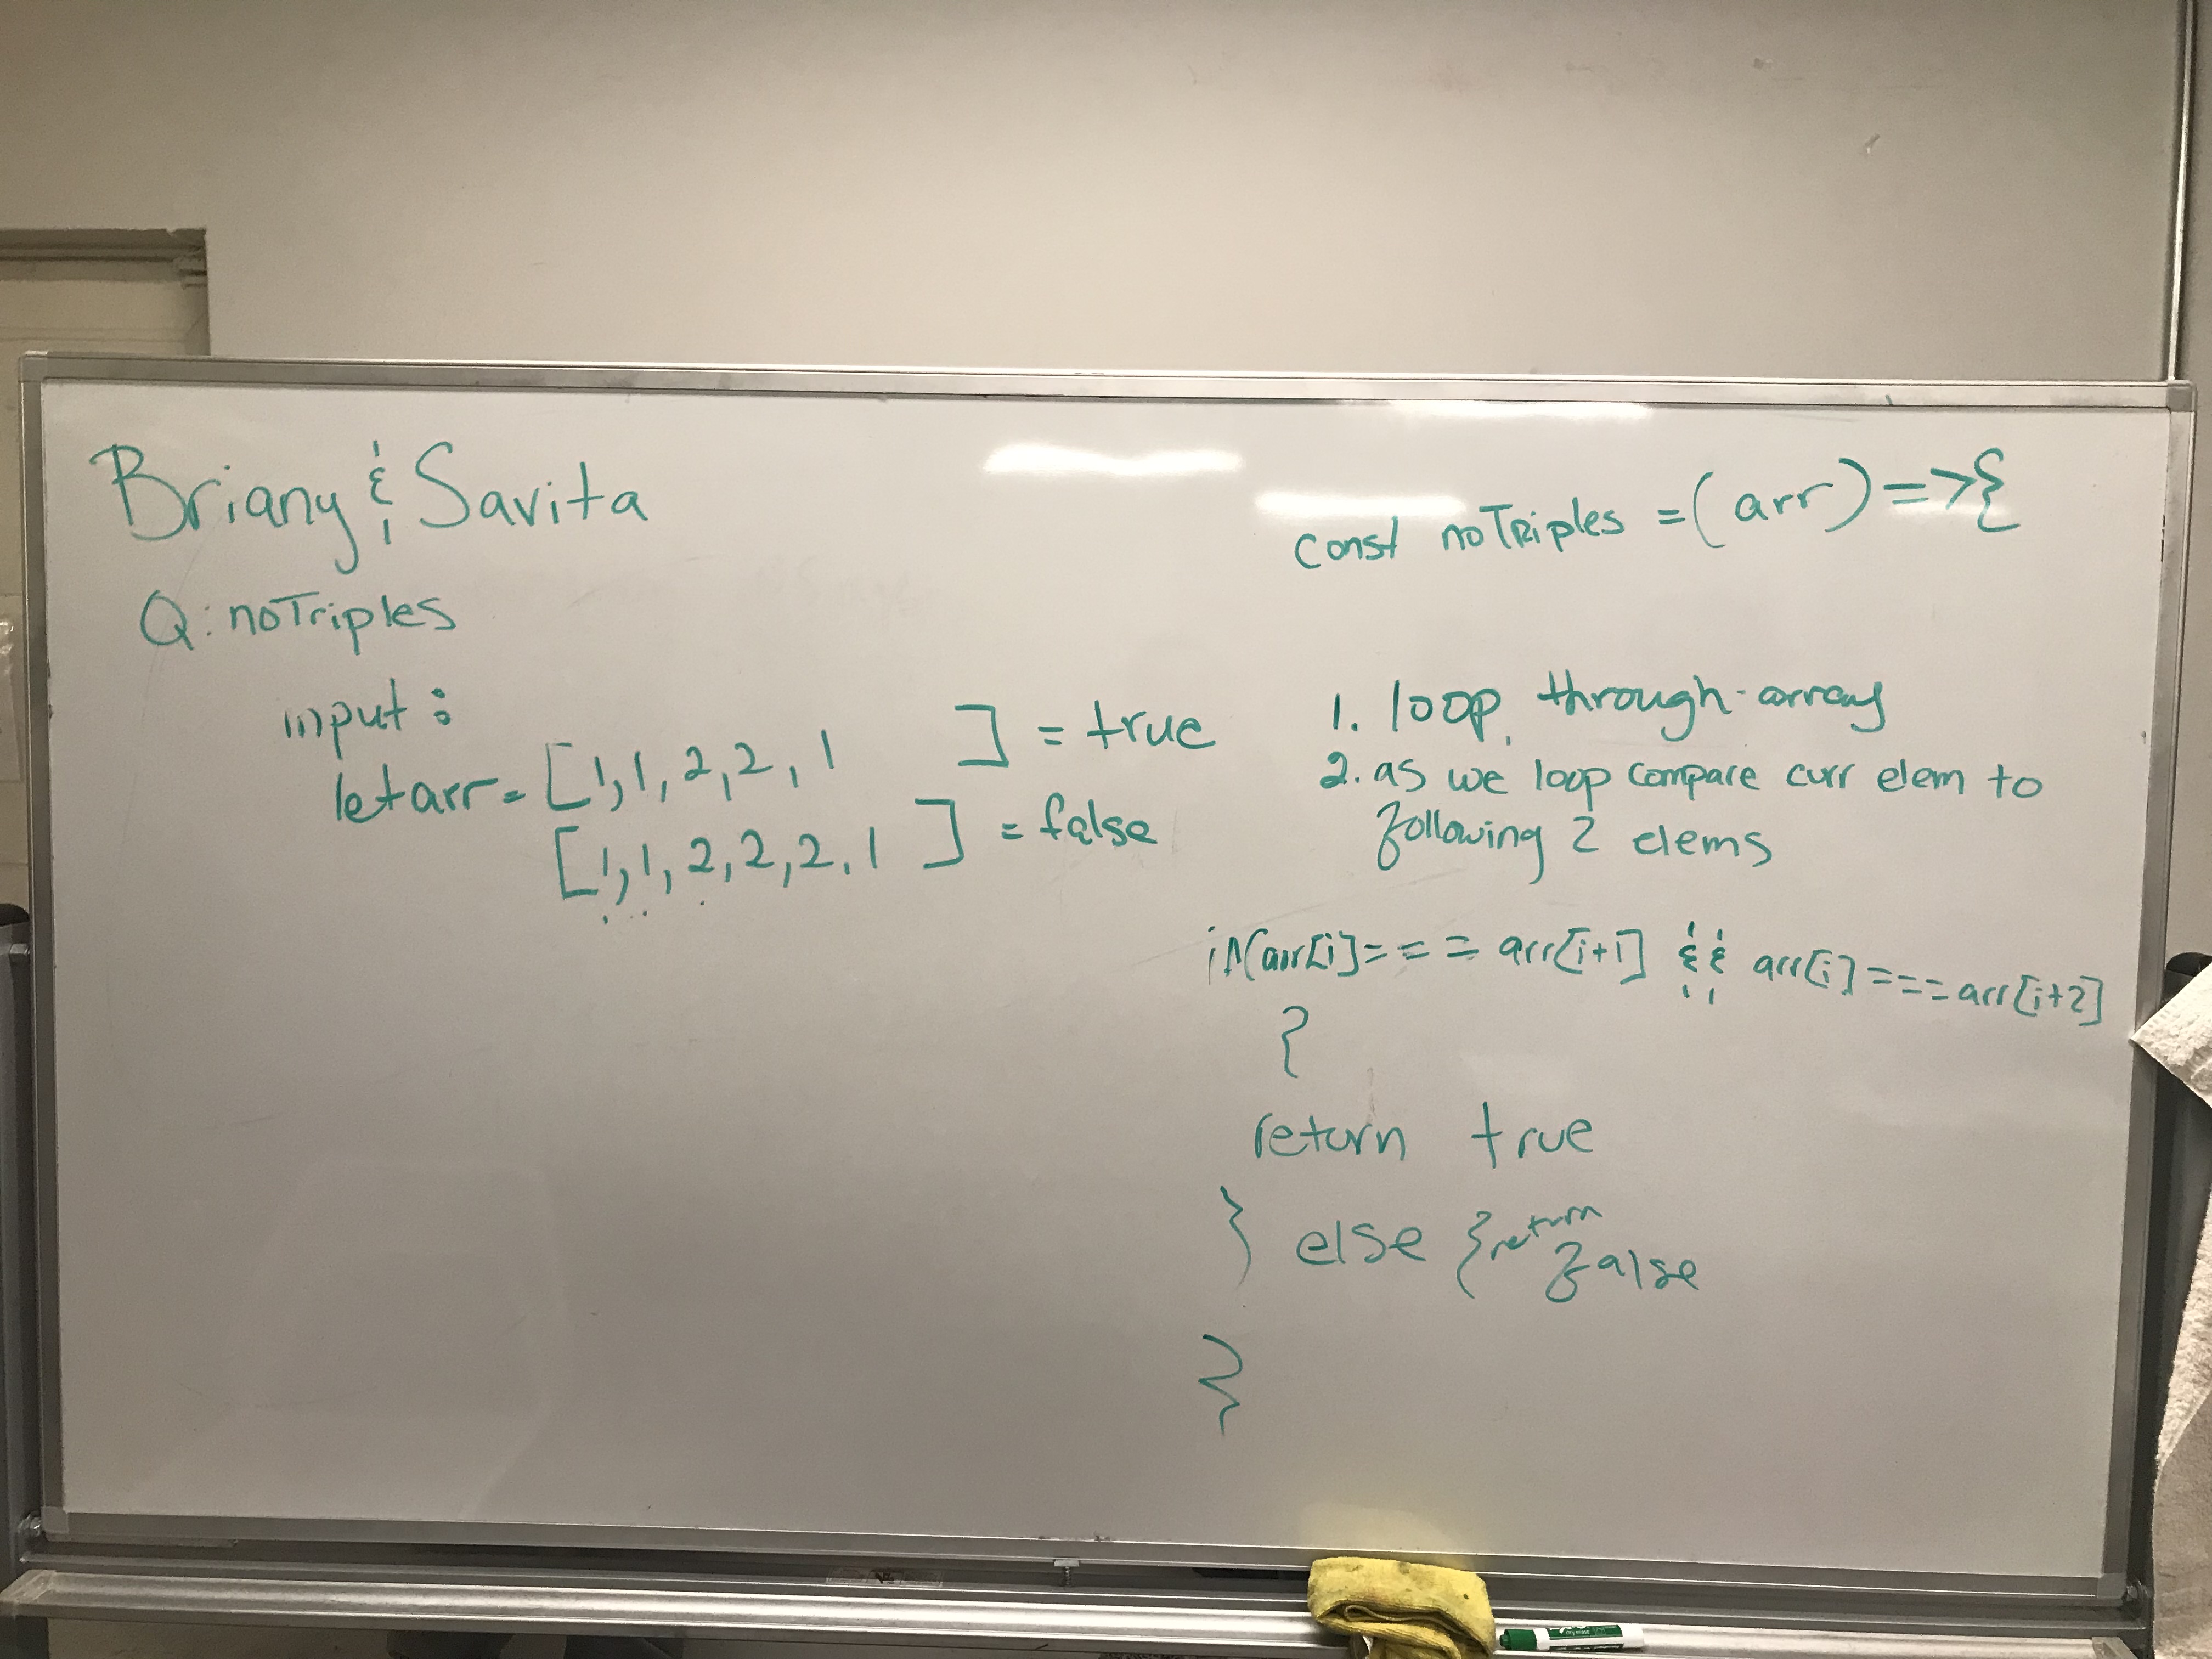 Briany & Savita
Q: noTriples
input:
let arr = [1,1,2,2,1 ] = true
[1,1,2,2,2,1 ] = false
const noTRiples = (arr) => {
1. loop through array
2. as we loop compare curr elem to
following 2 elems
if(arr[i]=== arr[i+1] && arr[i]===arr[i+2]
{
return true
} else {return
false
}